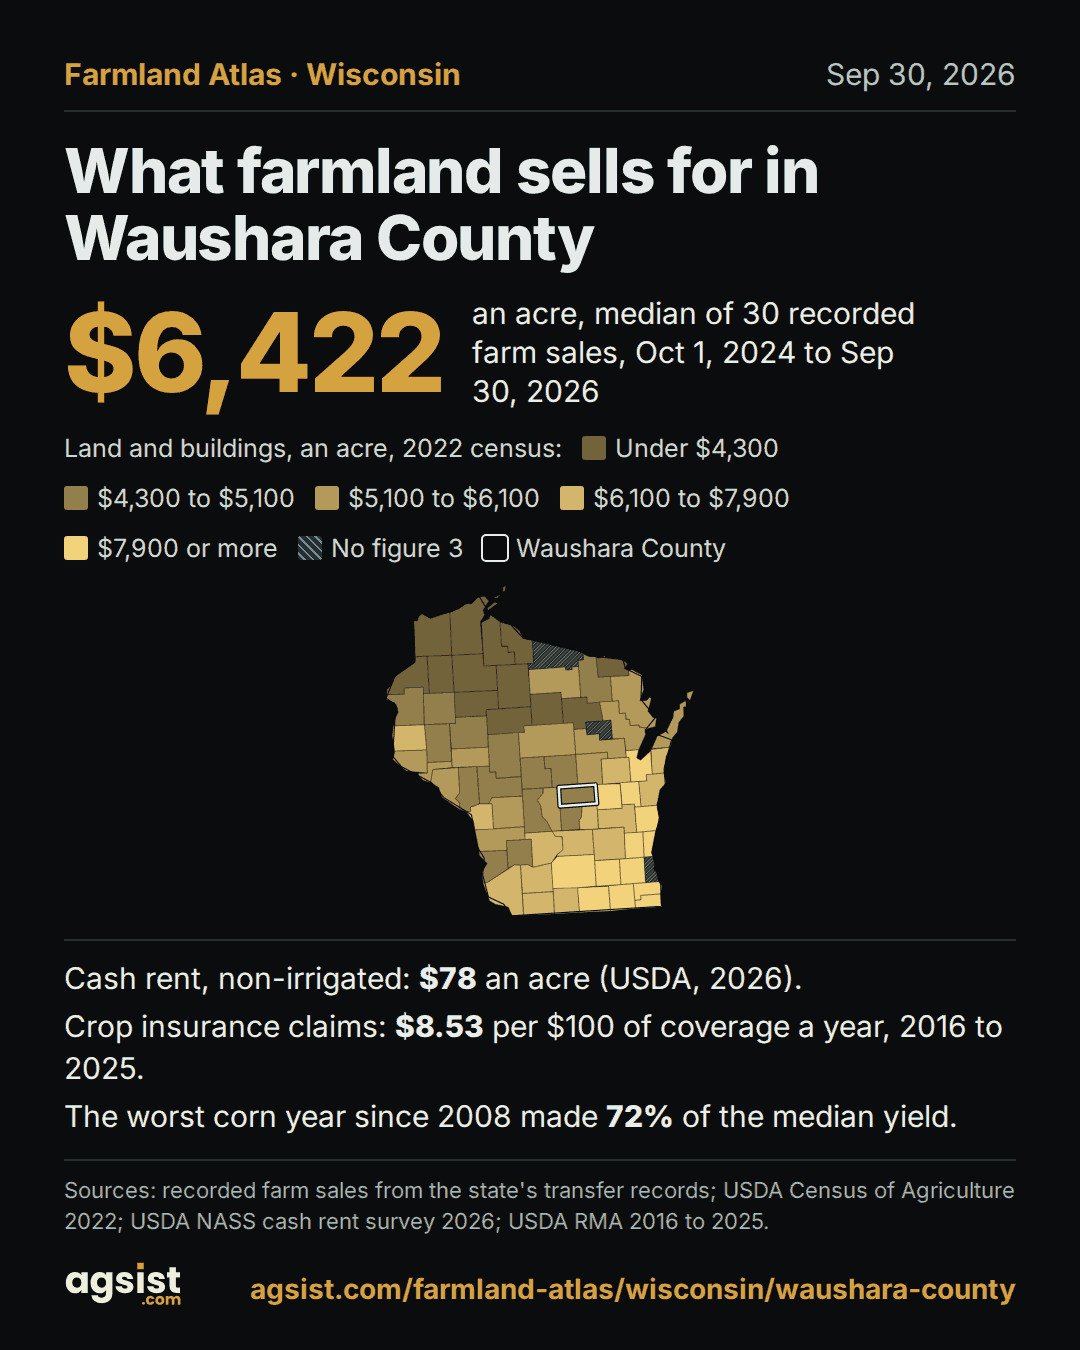 Farmland Atlas · Wisconsin
Sep 30, 2026
What farmland sells for in
Waushara County
$6,422
an acre, median of 30 recorded
farm sales, Oct 1, 2024 to Sep
30, 2026
Land and buildings, an acre, 2022 census: Under $4,300
$4,300 to $5,100 $5,100 to $6,100 $6,100 to $7,900
$7,900 or more No figure 3 Waushara County
Cash rent, non-irrigated: $78 an acre (USDA, 2026).
Crop insurance claims: $8.53 per $100 of coverage a year, 2016 to
2025.
The worst corn year since 2008 made 72% of the median yield.
Sources: recorded farm sales from the state's transfer records; USDA Census of Agriculture
2022; USDA NASS cash rent survey 2026; USDA RMA 2016 to 2025.
agsist
.com
agsist.com/farmland-atlas/wisconsin/waushara-county